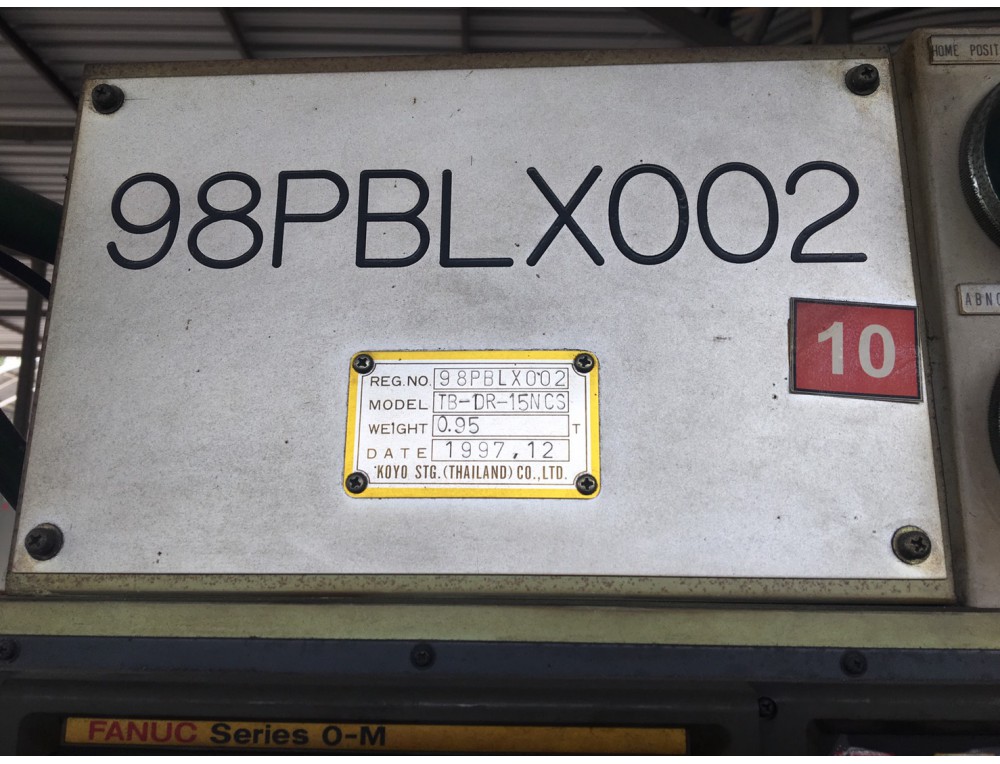 HOME POSIT
98PBLX002
ABNO
10
REG.NO. 98PBLX002
MODEL TB-DR-15NCS
WEIGHT 0.95 T
DATE 1997,12
KOYO STG.(THAILAND)CO.,LTD.
FANUC Series O-M